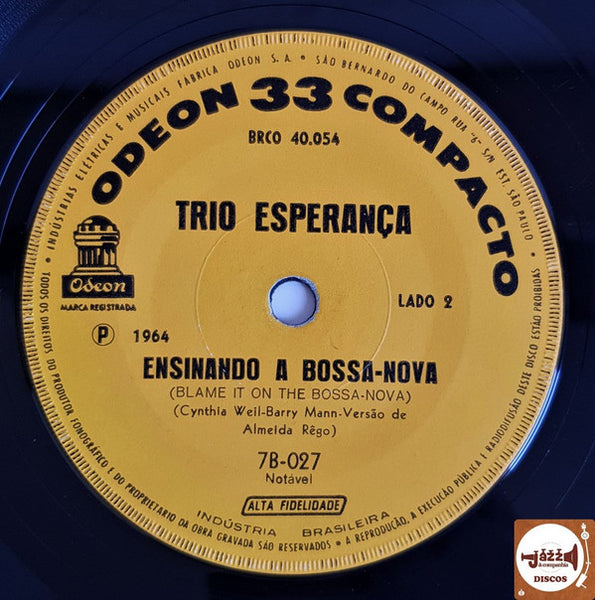 INDÚSTRIAS ELÉTRICAS E MUSICAIS FÁBRICA ODEON S. A. • SÃO BERNARDO DO CAMPO RUA "6" S/N EST. SÃO PAULO •
ODEON 33 COMPACTO
BRCO 40.054
TRIO ESPERANÇA
Odeon
MARCA REGISTRADA
LADO 2
P 1964
ENSINANDO A BOSSA-NOVA
(BLAME IT ON THE BOSSA-NOVA)
(Cynthia Weil-Barry Mann-Versão de
Almeida Rêgo)
7B-027
Notável
ALTA FIDELIDADE
INDÚSTRIA BRASILEIRA
• TODOS OS DIREITOS DO PRODUTOR FONOGRÁFICO E DO PROPRIETÁRIO DA OBRA GRAVADA SÃO RESERVADOS • A REPRODUÇÃO, A EXECUÇÃO PÚBLICA E RADIODIFUSÃO DESTE DISCO ESTÃO PROIBIDAS
Jazz
& companhia
DISCOS